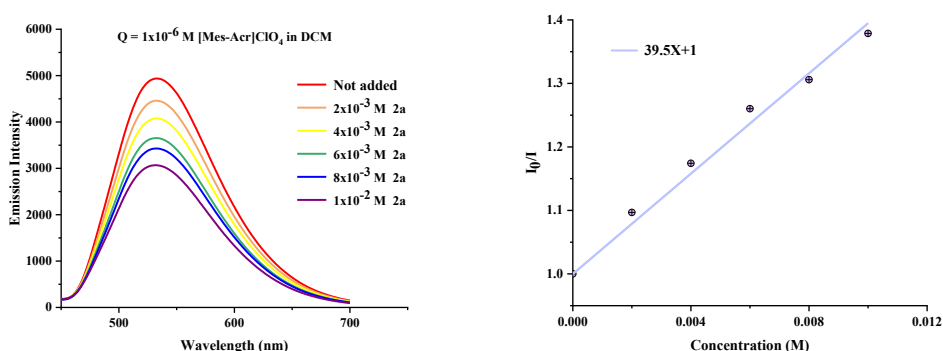 Q = 1x10⁻⁶ M [Mes-Acr]ClO₄ in DCM
Not added
2x10⁻³ M 2a
4x10⁻³ M 2a
6x10⁻³ M 2a
8x10⁻³ M 2a
1x10⁻² M 2a
Emission Intensity
6000
5000
4000
3000
2000
1000
0
500
600
700
Wavelength (nm)
39.5X+1
I₀/I
1.4
1.3
1.2
1.1
1.0
0.000
0.004
0.008
0.012
Concentration (M)